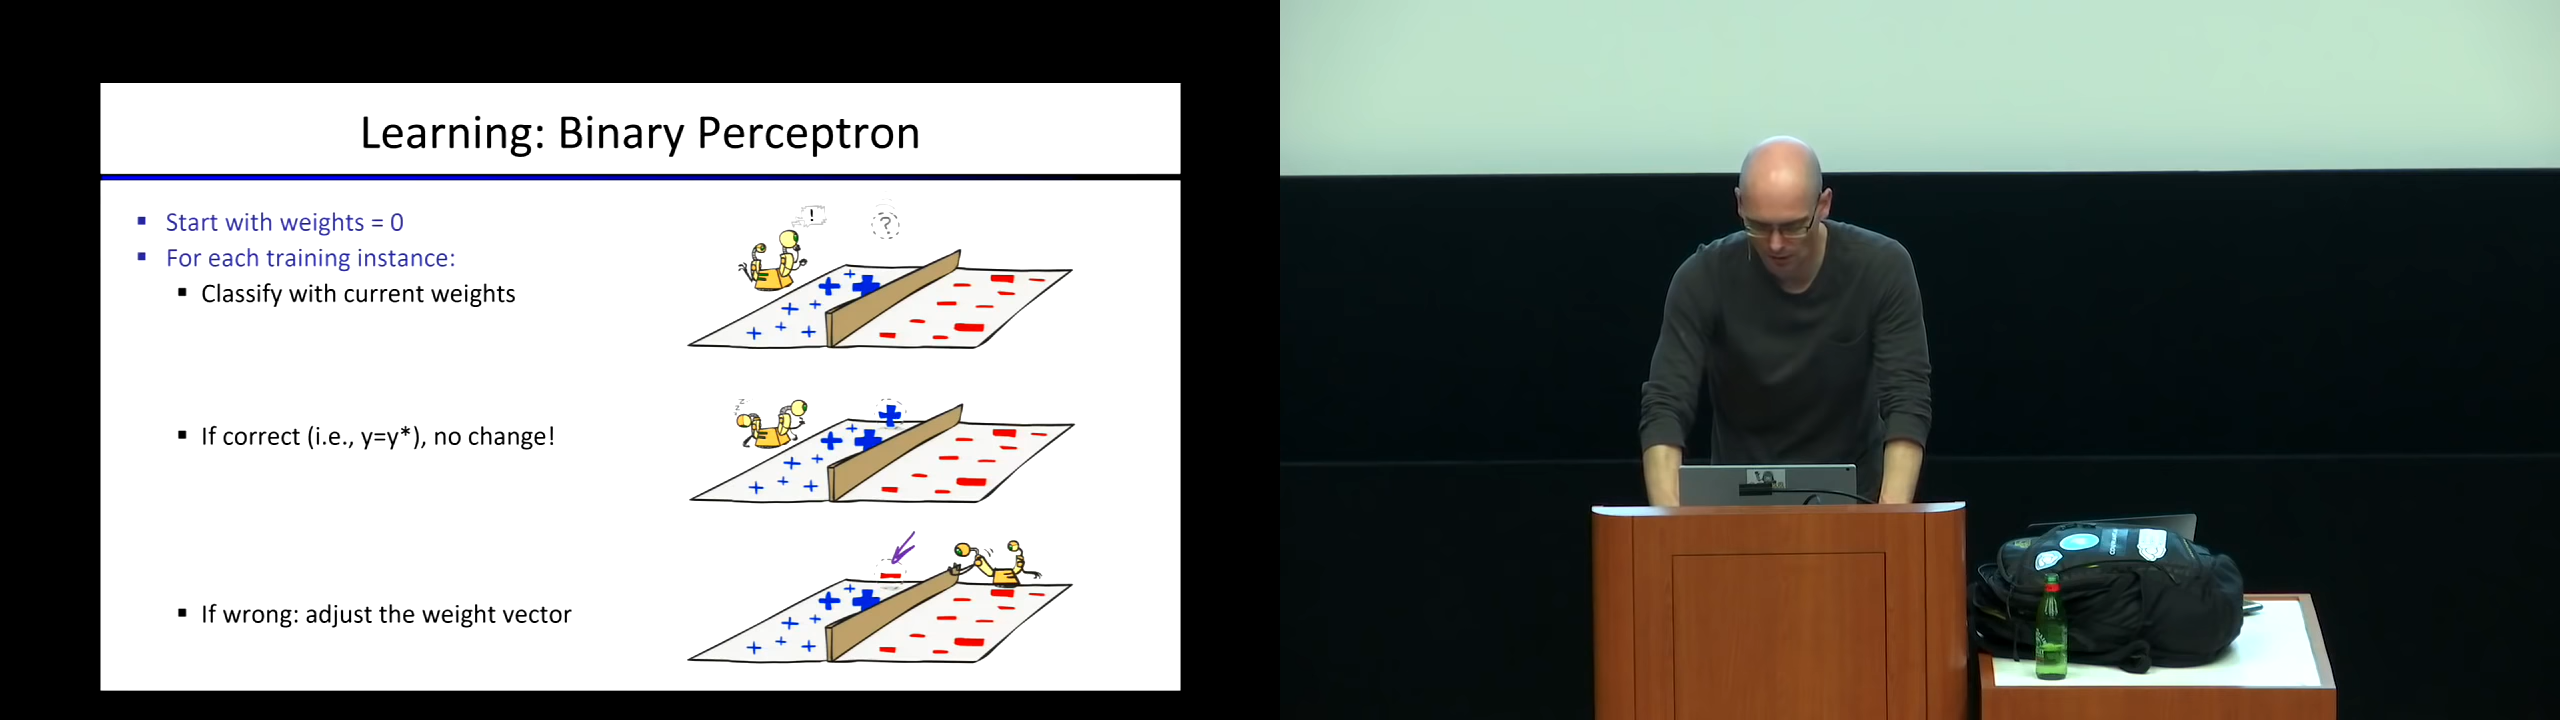 Learning: Binary Perceptron
Start with weights = 0
For each training instance:
Classify with current weights
!
?
If correct (i.e., y=y*), no change!
z
z
If wrong: adjust the weight vector